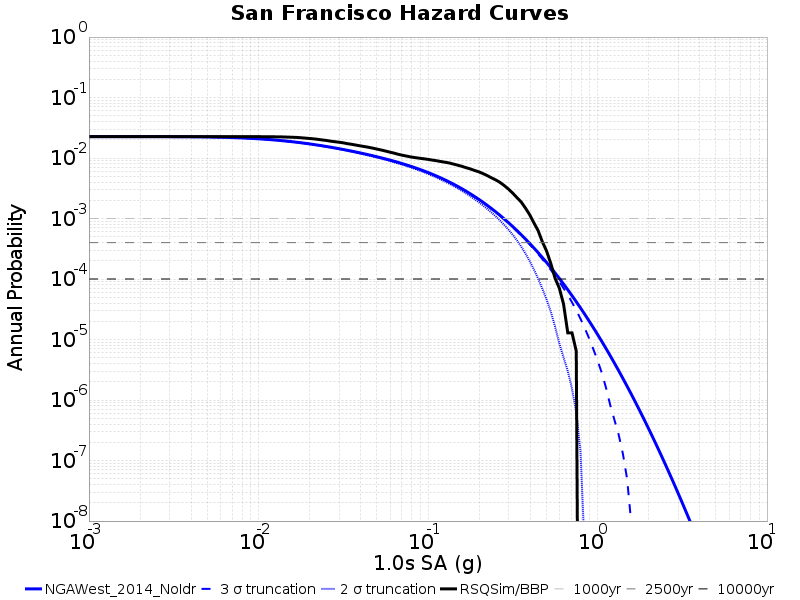 San Francisco Hazard Curves
10^0
10^-1
10^-2
10^-3
10^-4
10^-5
10^-6
10^-7
10^-8
Annual Probability
10^-3 10^-2 10^-1 10^0 10^1
1.0s SA (g)
NGAWest_2014_NoIdr 3 σ truncation 2 σ truncation RSQSim/BBP 1000yr 2500yr 10000yr